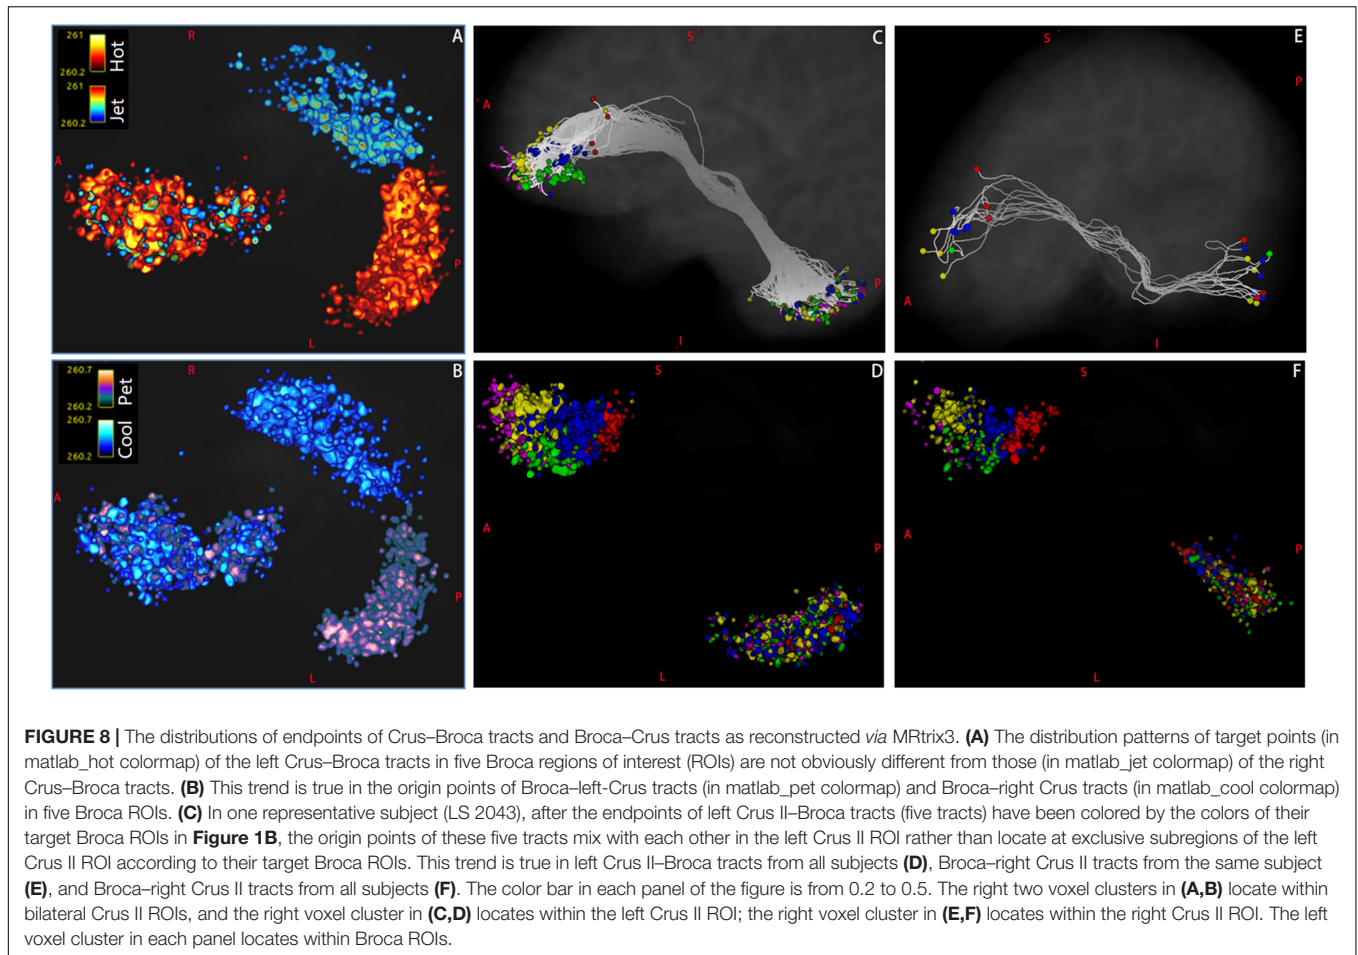 261
260.2
Hot
261
260.2
Jet
R
A
A
P
L
S
C
A
P
I
S
E
P
A
I
260.7
260.2
Pet
260.7
260.2
Cool
R
B
A
P
L
S
D
A
P
L
S
F
A
P
L
FIGURE 8 | The distributions of endpoints of Crus–Broca tracts and Broca–Crus tracts as reconstructed via MRtrix3. (A) The distribution patterns of target points (in
matlab_hot colormap) of the left Crus–Broca tracts in five Broca regions of interest (ROIs) are not obviously different from those (in matlab_jet colormap) of the right
Crus–Broca tracts. (B) This trend is true in the origin points of Broca–left-Crus tracts (in matlab_pet colormap) and Broca–right Crus tracts (in matlab_cool colormap)
in five Broca ROIs. (C) In one representative subject (LS 2043), after the endpoints of left Crus II–Broca tracts (five tracts) have been colored by the colors of their
target Broca ROIs in Figure 1B, the origin points of these five tracts mix with each other in the left Crus II ROI rather than locate at exclusive subregions of the left
Crus II ROI according to their target Broca ROIs. This trend is true in left Crus II–Broca tracts from all subjects (D), Broca–right Crus II tracts from the same subject
(E), and Broca–right Crus II tracts from all subjects (F). The color bar in each panel of the figure is from 0.2 to 0.5. The right two voxel clusters in (A,B) locate within
bilateral Crus II ROIs, and the right voxel cluster in (C,D) locates within the left Crus II ROI; the right voxel cluster in (E,F) locates within the right Crus II ROI. The left
voxel cluster in each panel locates within Broca ROIs.